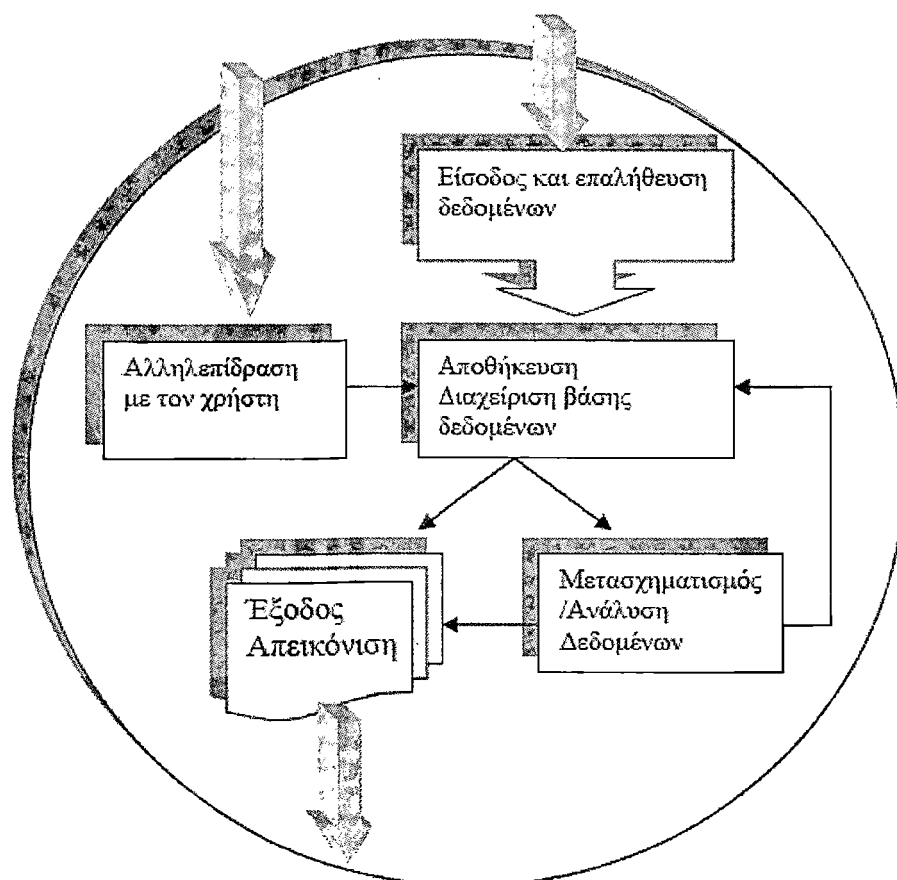 Είσοδος και επαλήθευση
δεδομένων
Αλληλεπίδραση
με τον χρήστη
Αποθήκευση
Διαχείριση βάσης
δεδομένων
Έξοδος
Απεικόνιση
Μετασχηματισμός
/Ανάλυση
Δεδομένων